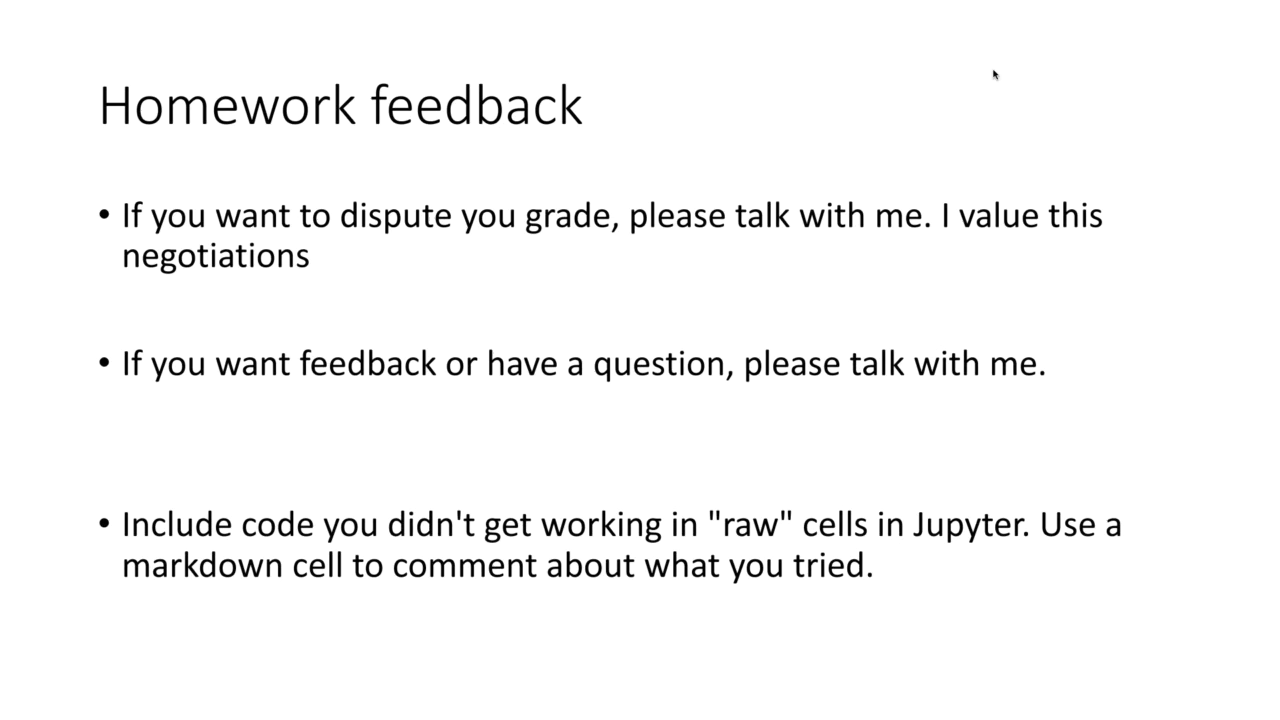 Homework feedback
• If you want to dispute you grade, please talk with me. I value this
negotiations
• If you want feedback or have a question, please talk with me.
• Include code you didn't get working in "raw" cells in Jupyter. Use a
markdown cell to comment about what you tried.